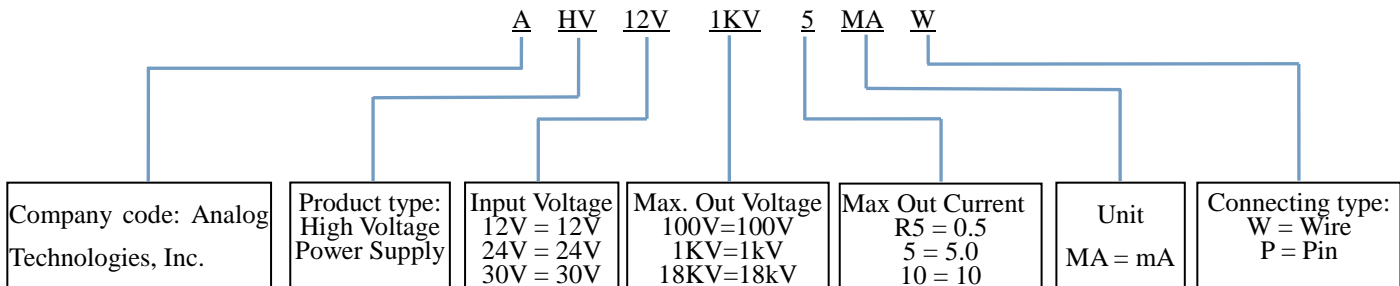 A HV 12V 1KV 5 MA W
Company code: Analog
Technologies, Inc.
Product type:
High Voltage
Power Supply
Input Voltage
12V = 12V
24V = 24V
30V = 30V
Max. Out Voltage
100V=100V
1KV=1kV
18KV=18kV
Max Out Current
R5 = 0.5
5 = 5.0
10 = 10
Unit
MA = mA
Connecting type:
W = Wire
P = Pin